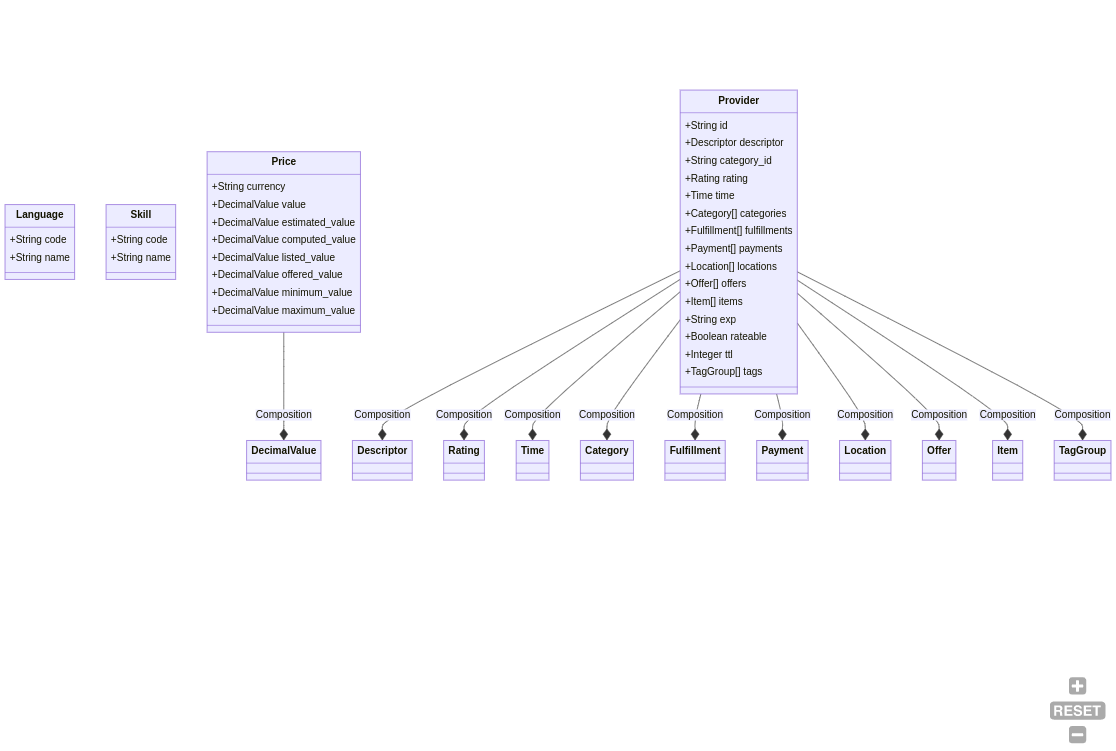 Language
+String code
+String name
Skill
+String code
+String name
Price
+String currency
+DecimalValue value
+DecimalValue estimated_value
+DecimalValue computed_value
+DecimalValue listed_value
+DecimalValue offered_value
+DecimalValue minimum_value
+DecimalValue maximum_value
Provider
+String id
+Descriptor descriptor
+String category_id
+Rating rating
+Time time
+Category[] categories
+Fulfillment[] fulfillments
+Payment[] payments
+Location[] locations
+Offer[] offers
+Item[] items
+String exp
+Boolean rateable
+Integer ttl
+TagGroup[] tags
Composition
Composition
Composition
Composition
Composition
Composition
Composition
Composition
Composition
Composition
Composition
DecimalValue
Descriptor
Rating
Time
Category
Fulfillment
Payment
Location
Offer
Item
TagGroup
RESET